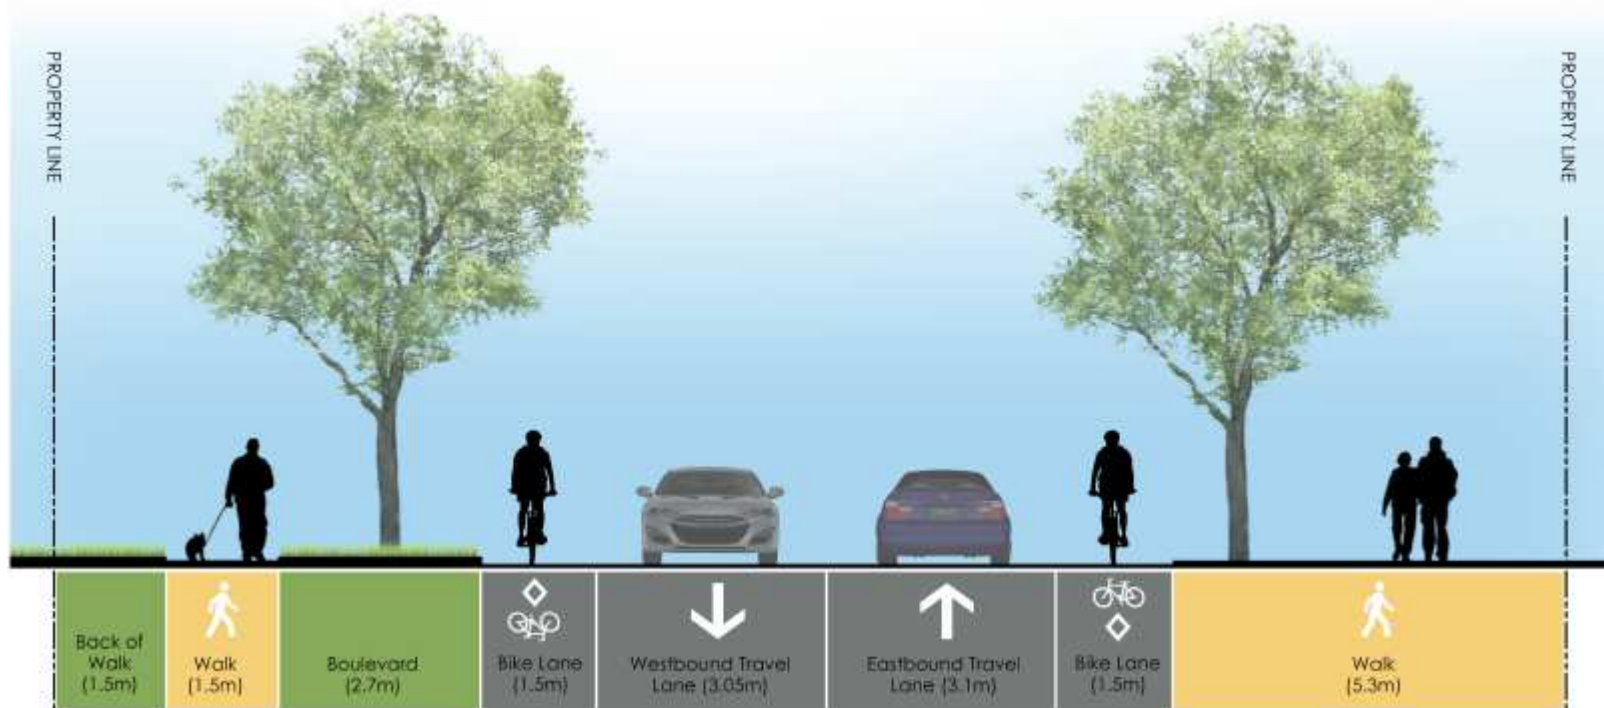 PROPERTY LINE
PROPERTY LINE
Back of
Walk
(1.5m)
Walk
(1.5m)
Boulevard
(2.7m)
Bike Lane
(1.5m)
Westbound Travel
Lane (3.05m)
Eastbound Travel
Lane (3.1m)
Bike Lane
(1.5m)
Walk
(5.3m)